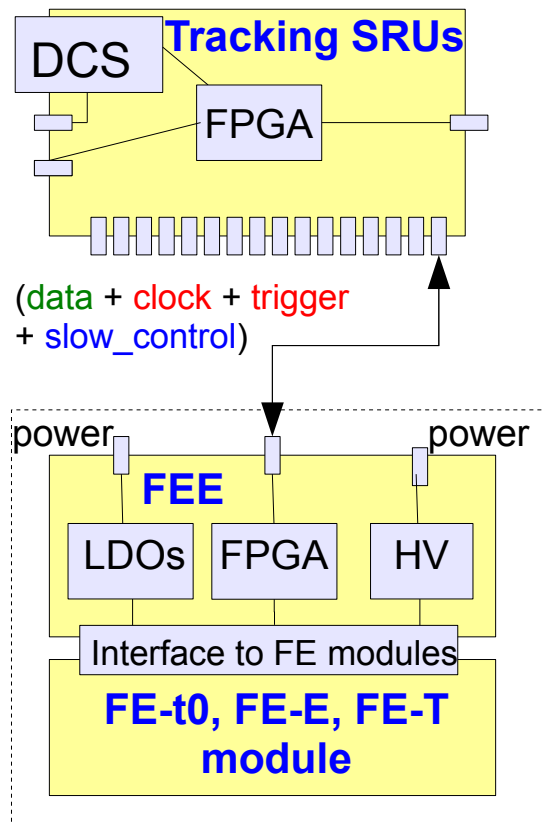 Tracking SRUs
DCS
FPGA
(data + clock + trigger
+ slow_control)
power
power
FEE
LDOs
FPGA
HV
Interface to FE modules
FE-t0, FE-E, FE-T
module